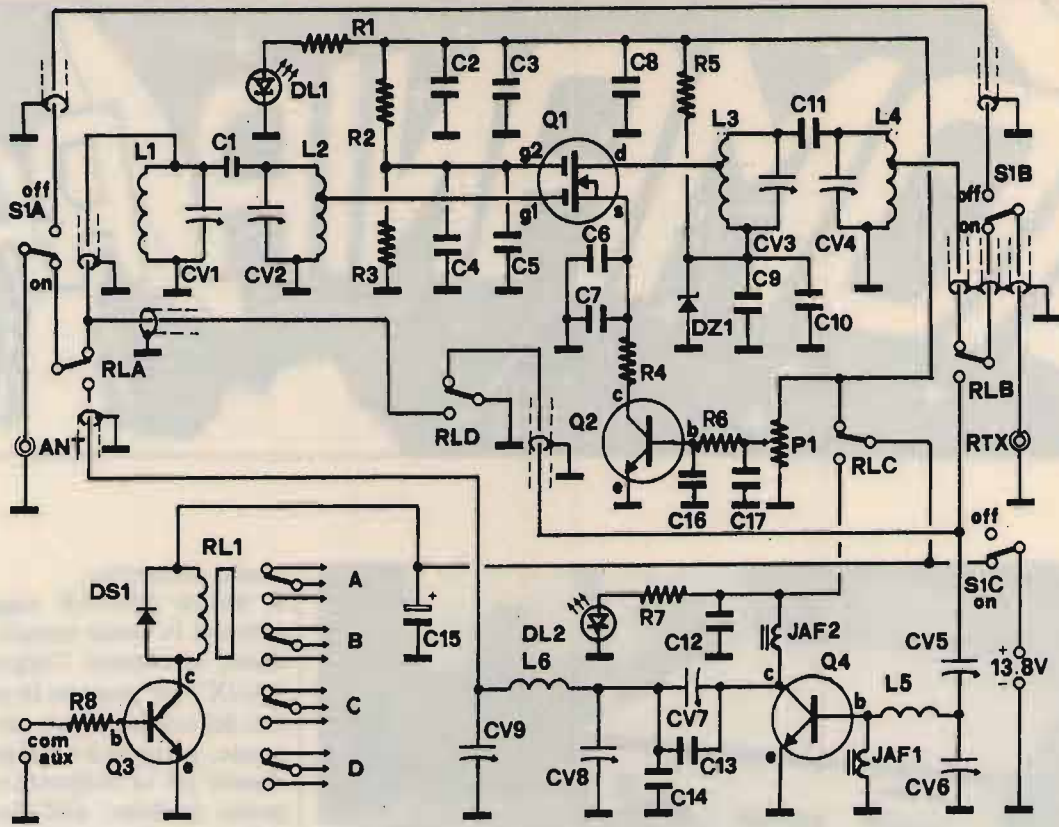 R1
DL1
C2
C3
C8
R5
R2
Q1
L3
C11
L4
L1
C1
L2
g2
d
g1
s
off
S1A
on
S1B
off
on
CV1
CV2
R3
C4
C5
C6
C7
CV3
CV4
DZ1
C9
C10
RLA
R4
RLB
c
Q2
b
R6
P1
RLD
RLC
ANT
RTX
e
C16
C17
off
S1C
on
RL1
DS1
A
B
C
D
+
C15
DL2
R7
C12
JAF2
L6
c
Q4
L5
CV5
+
13.8V
-
c
R8
b
com
aux
Q3
e
CV9
CV8
CV7
C13
C14
b
e
JAF1
CV6